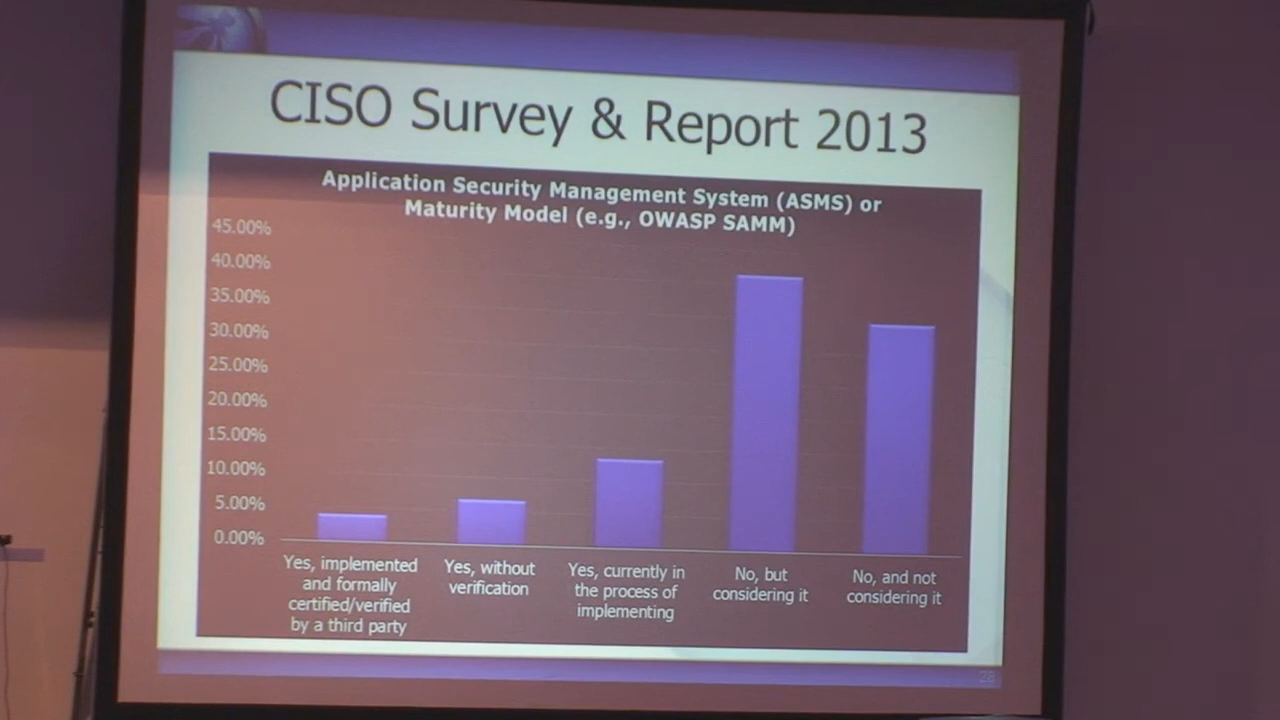 CISO Survey & Report 2013
Application Security Management System (ASMS) or
Maturity Model (e.g., OWASP SAMM)
45.00%
40.00%
35.00%
30.00%
25.00%
20.00%
15.00%
10.00%
5.00%
0.00%
Yes, implemented
and formally
certified/verified
by a third party
Yes, without
verification
Yes, currently in
the process of
implementing
No, but
considering it
No, and not
considering it